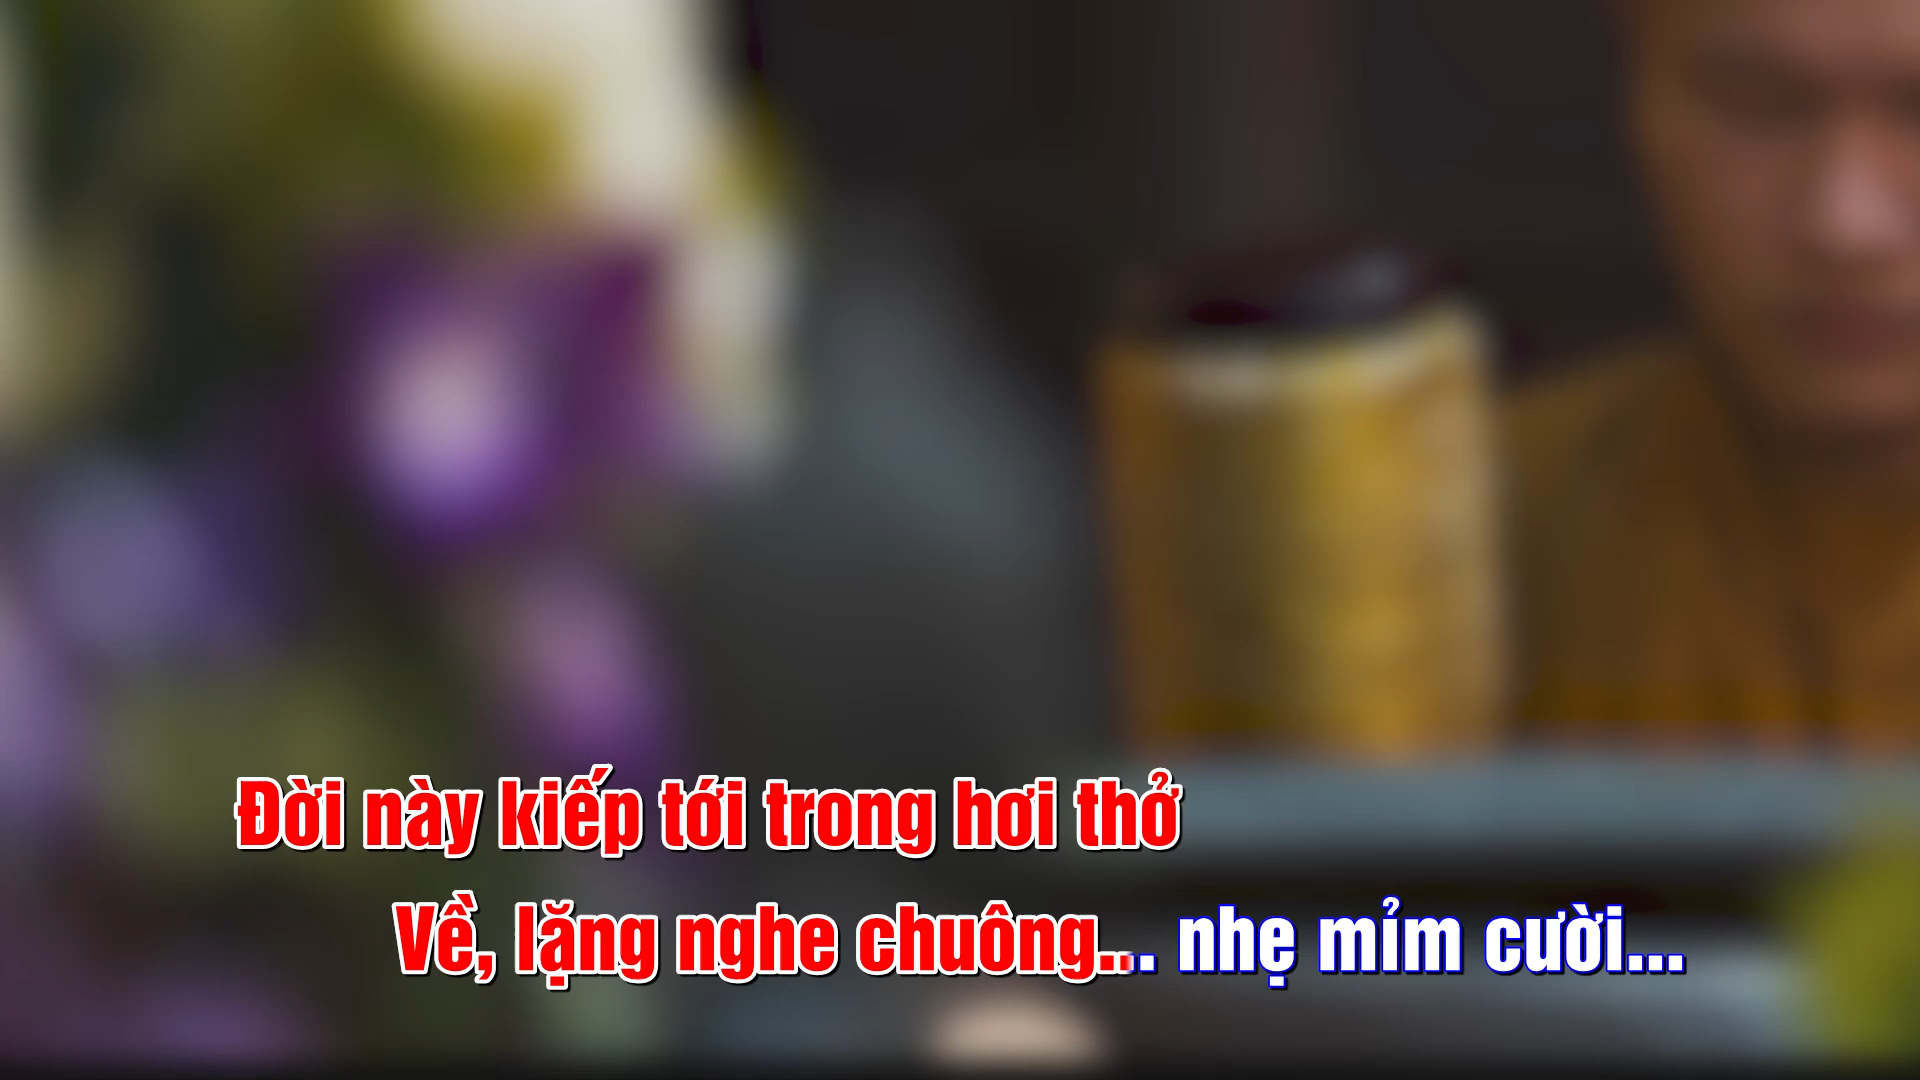 Đời này kiếp tới trong hơi thở
Về, lặng nghe chuông... nhẹ mỉm cười...